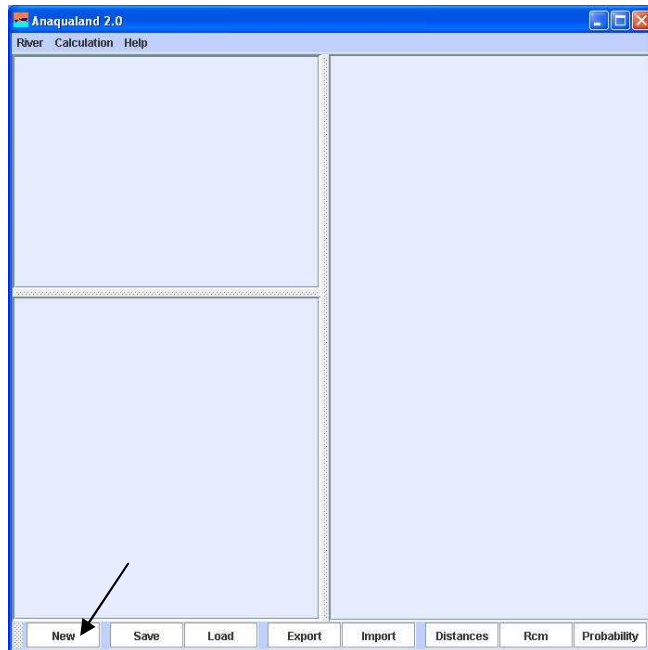 Anaqualand 2.0
River Calculation Help
New Save Load Export Import Distances Rcm Probability